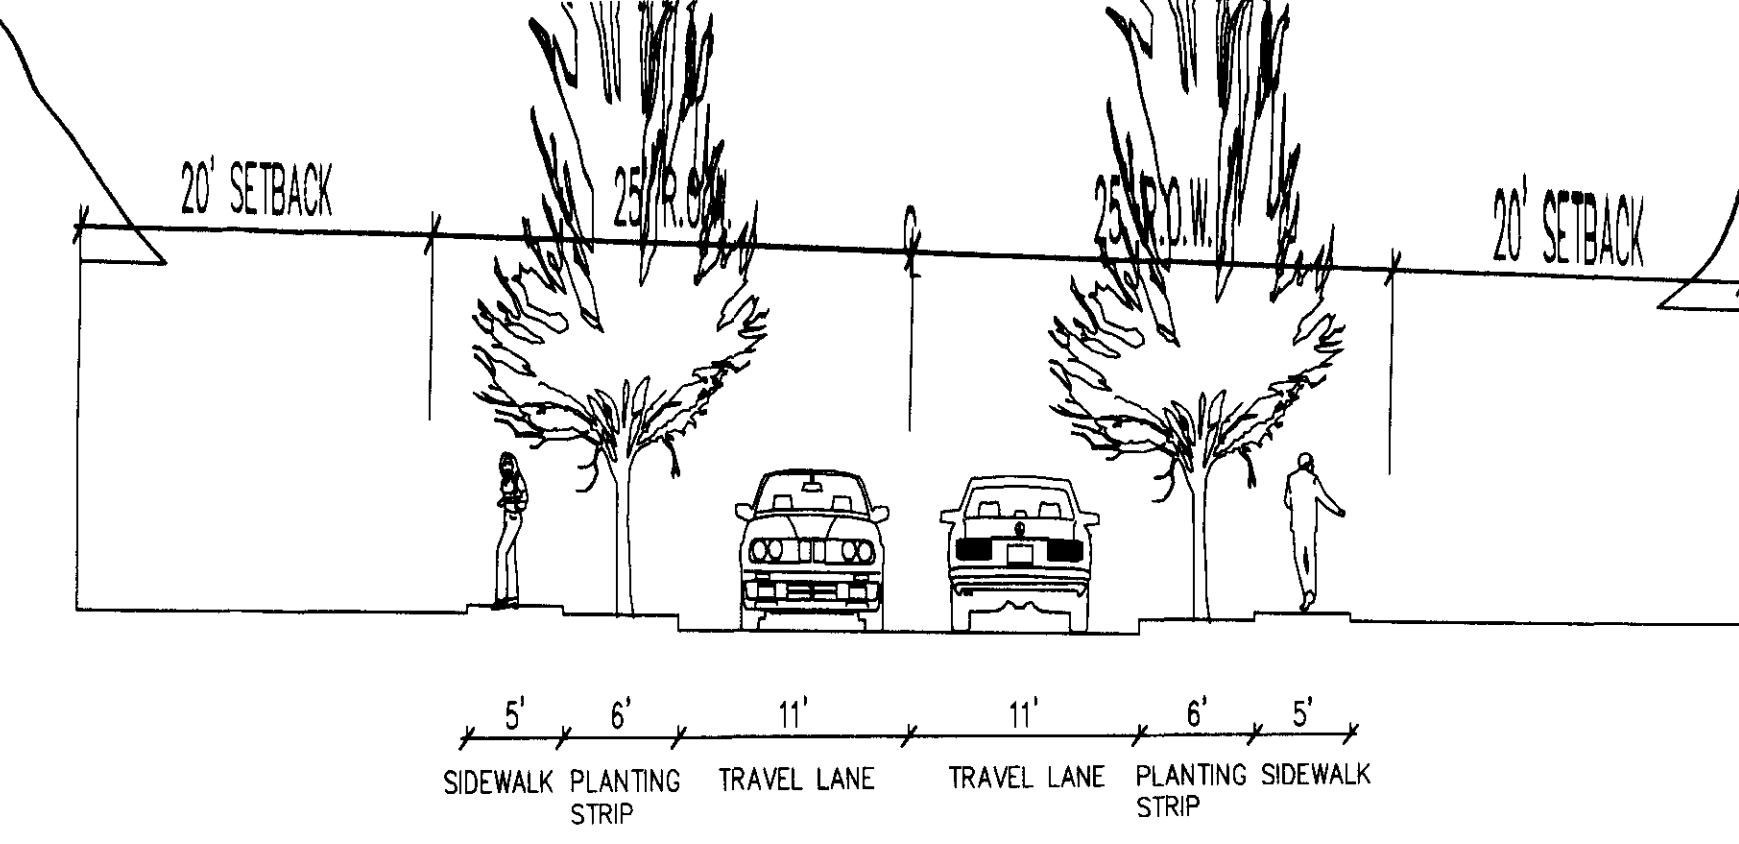 20' SETBACK
25' R.O.W.
25' R.O.W.
20' SETBACK
5' 6' 11' 11' 6' 5'
SIDEWALK PLANTING STRIP TRAVEL LANE TRAVEL LANE PLANTING STRIP SIDEWALK